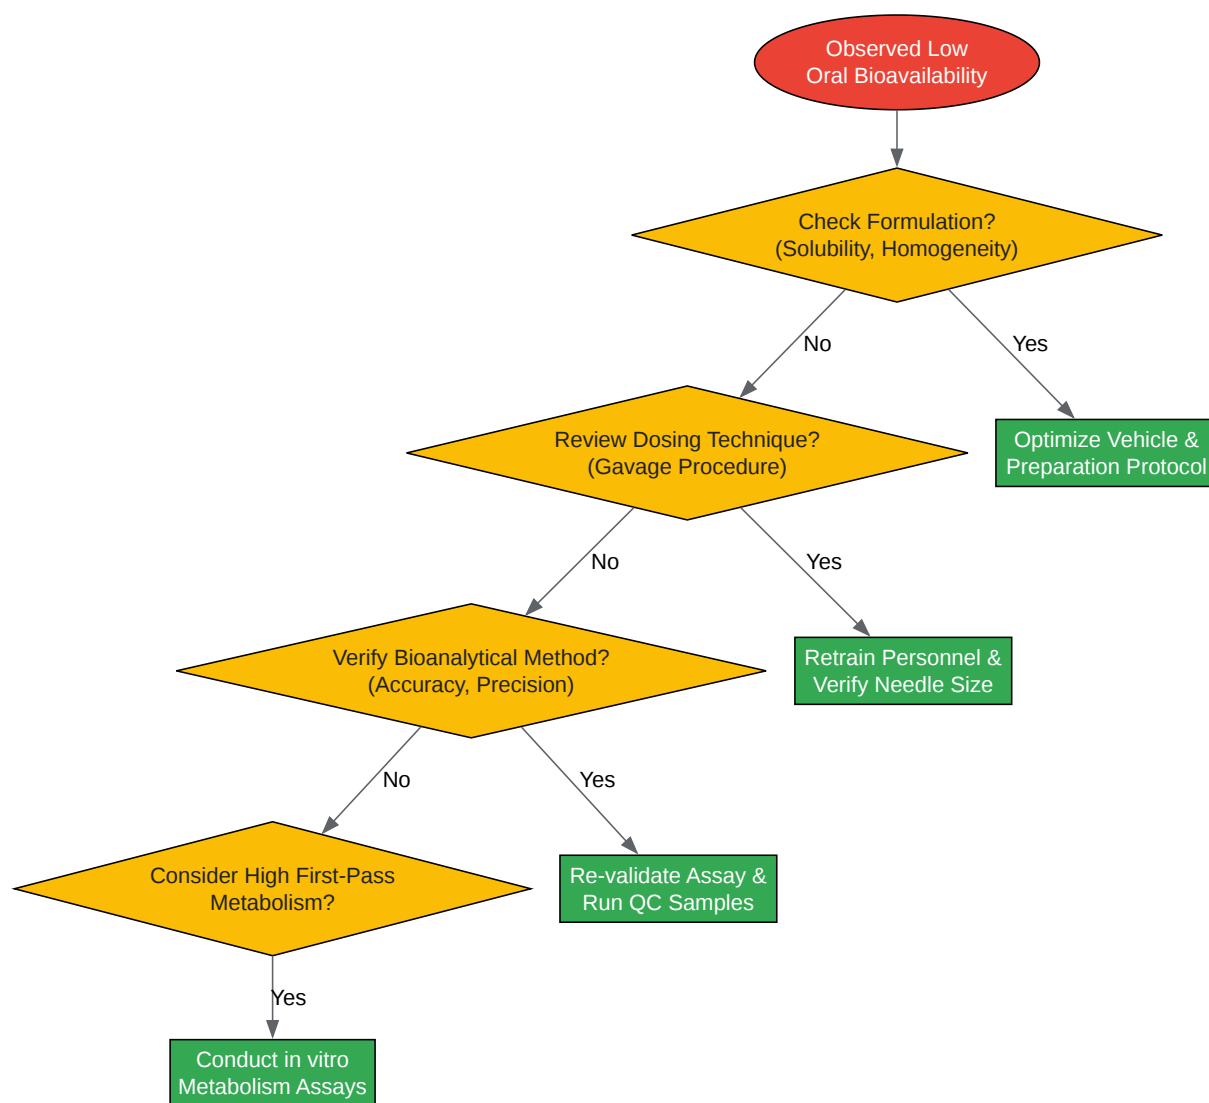 Observed Low
Oral Bioavailability
Check Formulation?
(Solubility, Homogeneity)
No
Yes
Review Dosing Technique?
(Gavage Procedure)
Optimize Vehicle &
Preparation Protocol
No
Yes
Verify Bioanalytical Method?
(Accuracy, Precision)
Retrain Personnel &
Verify Needle Size
No
Yes
Consider High First-Pass
Metabolism?
Re-validate Assay &
Run QC Samples
Yes
Conduct in vitro
Metabolism Assays